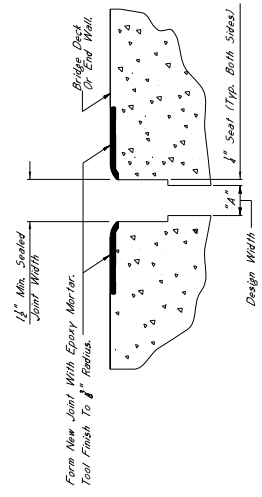 Bridge Deck
Or End Wall.
1½" Min. Sealed
Joint Width
Form New Joint With Epoxy Mortar.
Tool Finish To ⅜" Radius.
¼" Seat (Typ. Both Sides)
"A"
Design Width